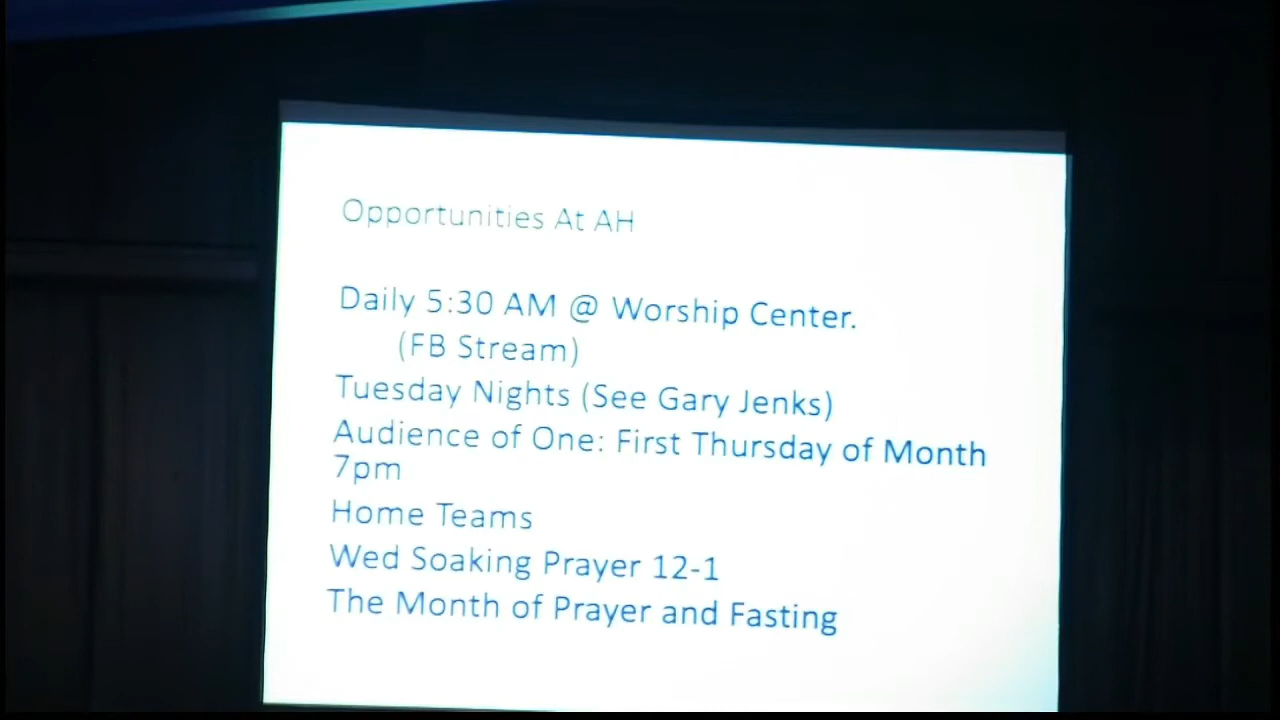 Opportunities At AH
Daily 5:30 AM @ Worship Center.
(FB Stream)
Tuesday Nights (See Gary Jenks)
Audience of One: First Thursday of Month
7pm
Home Teams
Wed Soaking Prayer 12-1
The Month of Prayer and Fasting